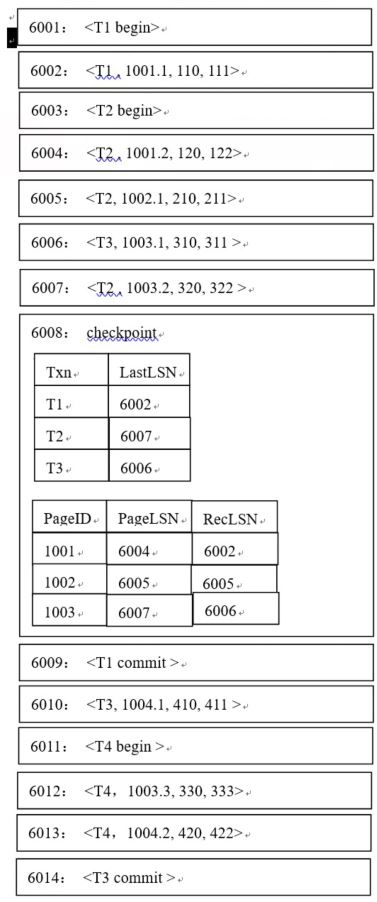 6001： <T1 begin>
6002： <T1 , 1001.1, 110, 111>
6003： <T2 begin>
6004： <T2 , 1001.2, 120, 122>
6005： <T2, 1002.1, 210, 211>
6006： <T3, 1003.1, 310, 311 >
6007： <T2 , 1003.2, 320, 322 >
6008： checkpoint
Txn LastLSN
T1 6002
T2 6007
T3 6006
PageID PageLSN RecLSN
1001 6004 6002
1002 6005 6005
1003 6007 6006
6009： <T1 commit >
6010： <T3, 1004.1, 410, 411 >
6011： <T4 begin >
6012： <T4， 1003.3, 330, 333>
6013： <T4， 1004.2, 420, 422>
6014： <T3 commit >